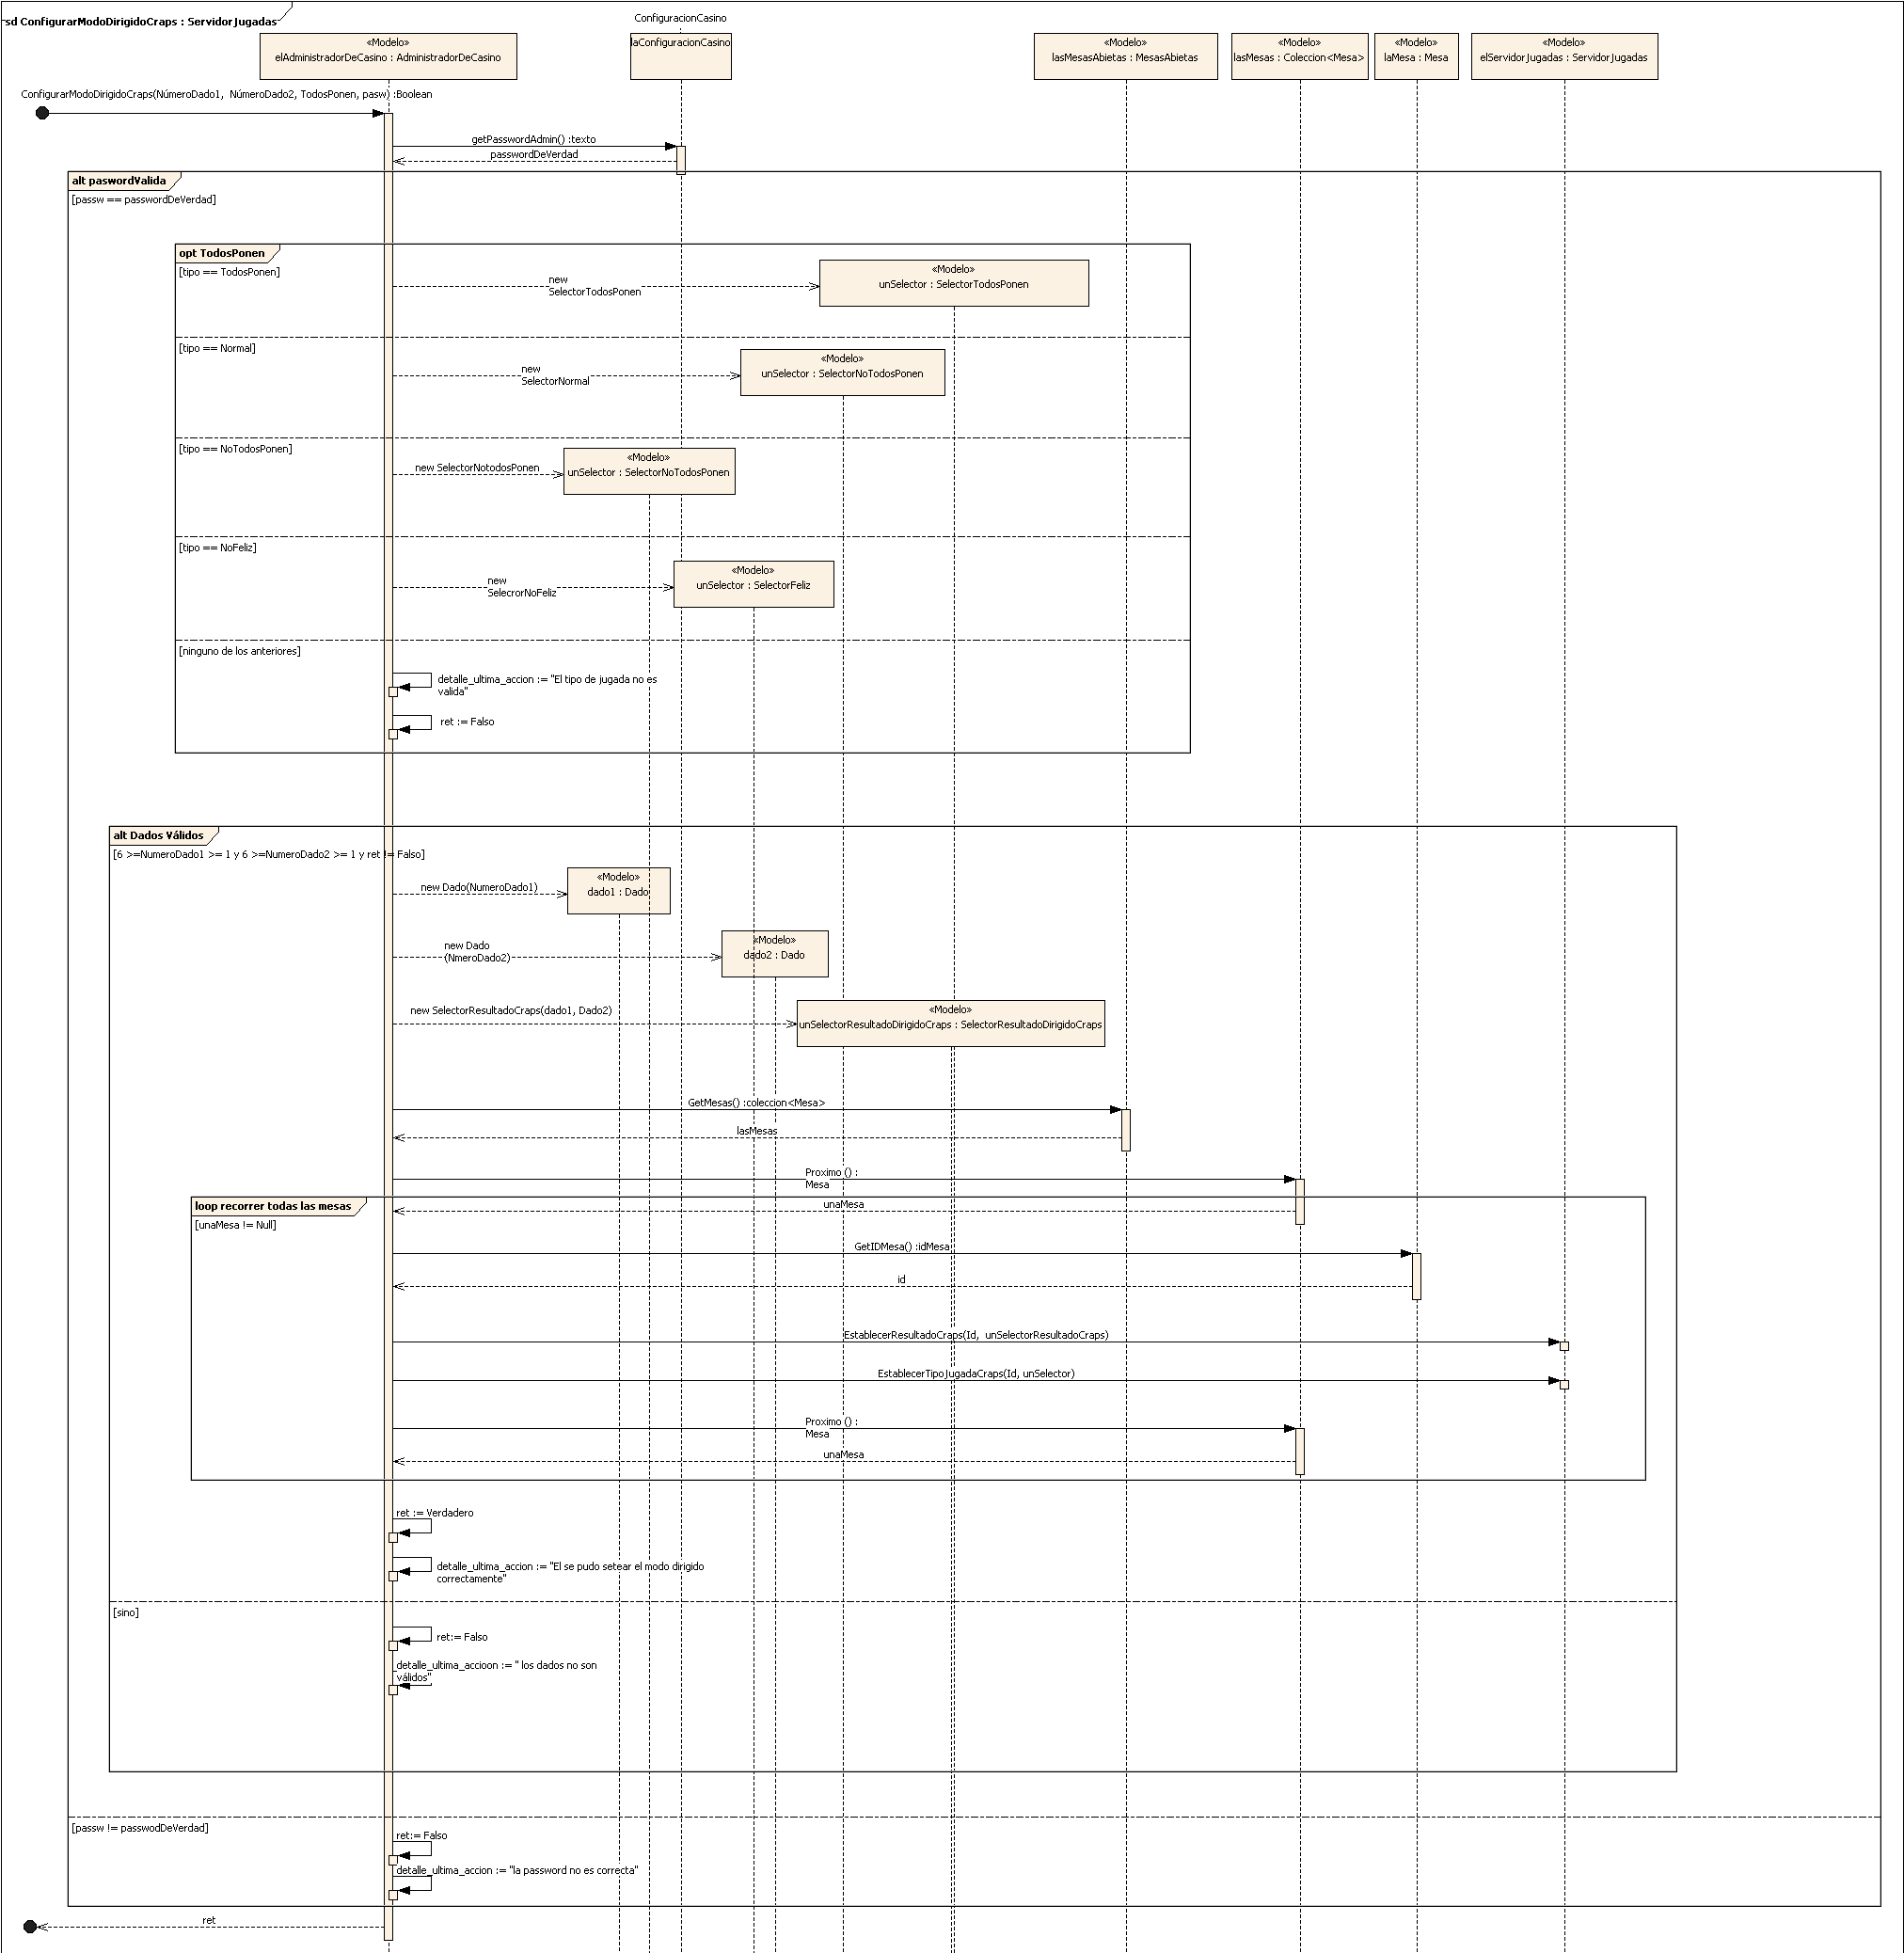 sd ConfigurarModoDirigidoCraps : ServidorJugadas
ConfiguracionCasino
«Modelo»
elAdministradorDeCasino : AdministradorDeCasino
laConfiguracionCasino
«Modelo»
lasMesasAbietas : MesasAbietas
«Modelo»
lasMesas : Coleccion<Mesa>
«Modelo»
laMesa : Mesa
«Modelo»
elServidorJugadas : ServidorJugadas
ConfigurarModoDirigidoCraps(NúmeroDado1, NúmeroDado2, TodosPonen, pasw) :Boolean
getPasswordAdmin() :texto
passwordDeVerdad
alt paswordValida
[passw == passwordDeVerdad]
opt TodosPonen
[tipo == TodosPonen]
new
SelectorTodosPonen
«Modelo»
unSelector : SelectorTodosPonen
[tipo == Normal]
new
SelectorNormal
«Modelo»
unSelector : SelectorNoTodosPonen
[tipo == NoTodosPonen]
new SelectorNotodosPonen
«Modelo»
unSelector : SelectorNoTodosPonen
[tipo == NoFeliz]
new
SelecrorNoFeliz
«Modelo»
unSelector : SelectorFeliz
[ninguno de los anteriores]
detalle_ultima_accion := "El tipo de jugada no es
valida"
ret := Falso
alt Dados Válidos
[6 >=NumeroDado1 >= 1 y 6 >=NumeroDado2 >= 1 y ret != Falso]
new Dado(NumeroDado1)
«Modelo»
dado1 : Dado
new Dado
(NmeroDado2)
«Modelo»
dado2 : Dado
new SelectorResultadoCraps(dado1, Dado2)
«Modelo»
unSelectorResultadoDirigidoCraps : SelectorResultadoDirigidoCraps
GetMesas() :coleccion<Mesa>
lasMesas
Proximo () :
Mesa
loop recorrer todas las mesas
unaMesa
[unaMesa != Null]
GetIDMesa() :idMesa
id
EstablecerResultadoCraps(Id, unSelectorResultadoCraps)
EstablecerTipoJugadaCraps(Id, unSelector)
Proximo () :
Mesa
unaMesa
ret := Verdadero
detalle_ultima_accion := "El se pudo setear el modo dirigido
correctamente"
[sino]
ret:= Falso
detalle_ultima_accioon := " los dados no son
válidos"
[passw != passwodDeVerdad]
ret:= Falso
detalle_ultima_accion := "la password no es correcta"
ret